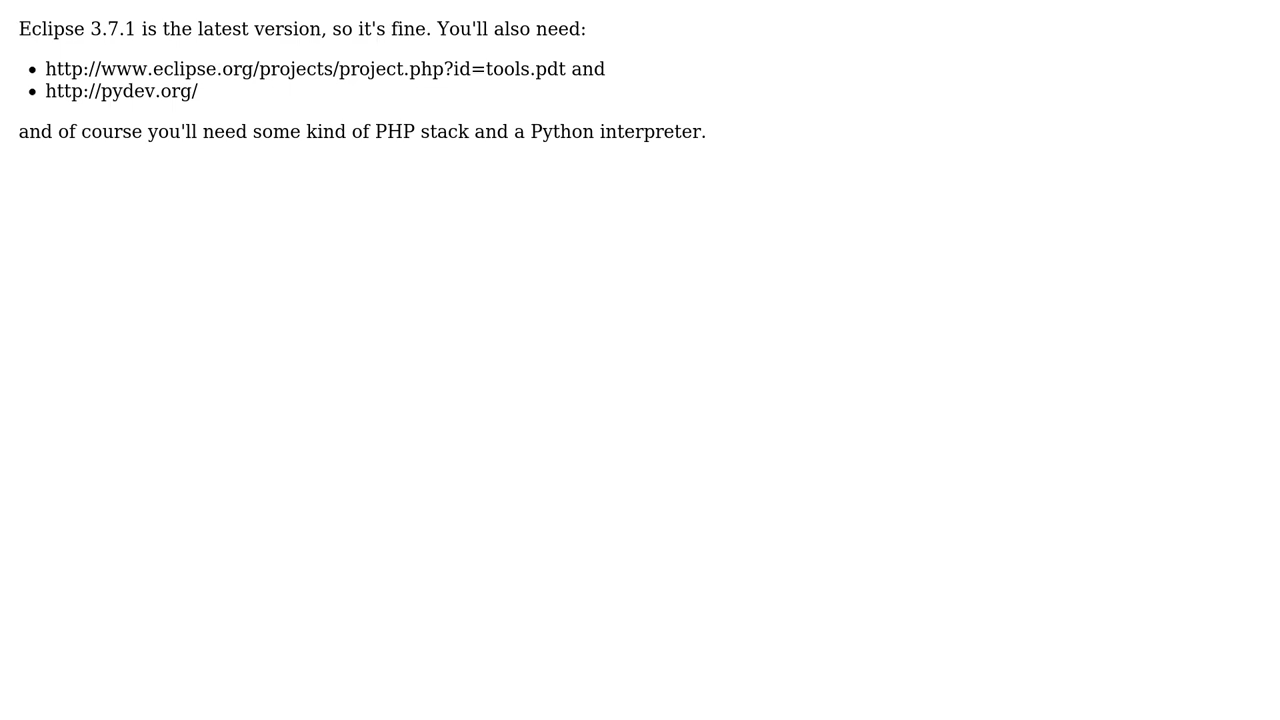 Eclipse 3.7.1 is the latest version, so it's fine. You'll also need:
• http://www.eclipse.org/projects/project.php?id=tools.pdt and
• http://pydev.org/
and of course you'll need some kind of PHP stack and a Python interpreter.